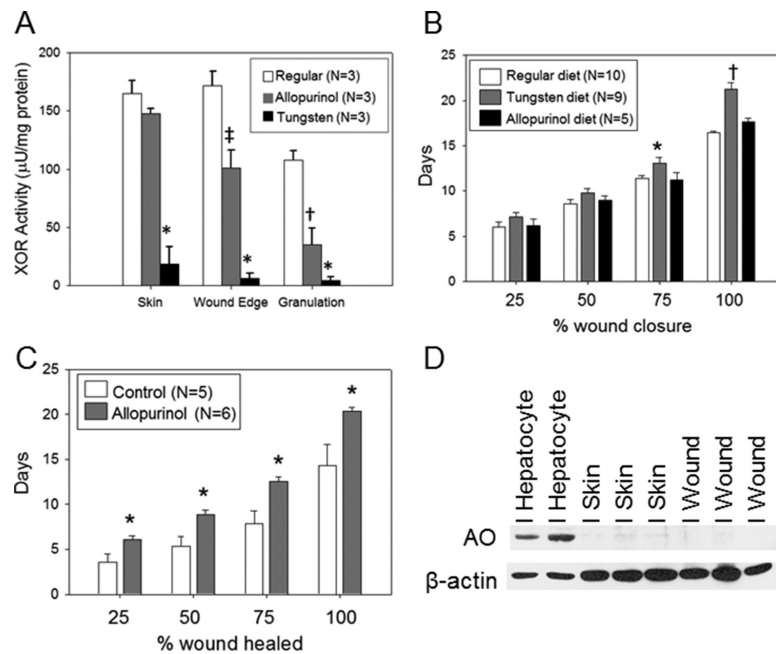 A
XOR Activity (μU/mg protein)
200
150
100
50
0
Regular (N=3)
Allopurinol (N=3)
Tungsten (N=3)
*
‡
*
†
*
Skin Wound Edge Granulation
B
Days
25
20
15
10
5
0
Regular diet (N=10)
Tungsten diet (N=9)
Allopurinol diet (N=5)
*
†
25 50 75 100
% wound closure
C
Days
25
20
15
10
5
0
Control (N=5)
Allopurinol (N=6)
*
*
*
*
25 50 75 100
% wound healed
D
I Hepatocyte
I Hepatocyte
I Skin
I Skin
I Skin
I Wound
I Wound
I Wound
AO
β-actin